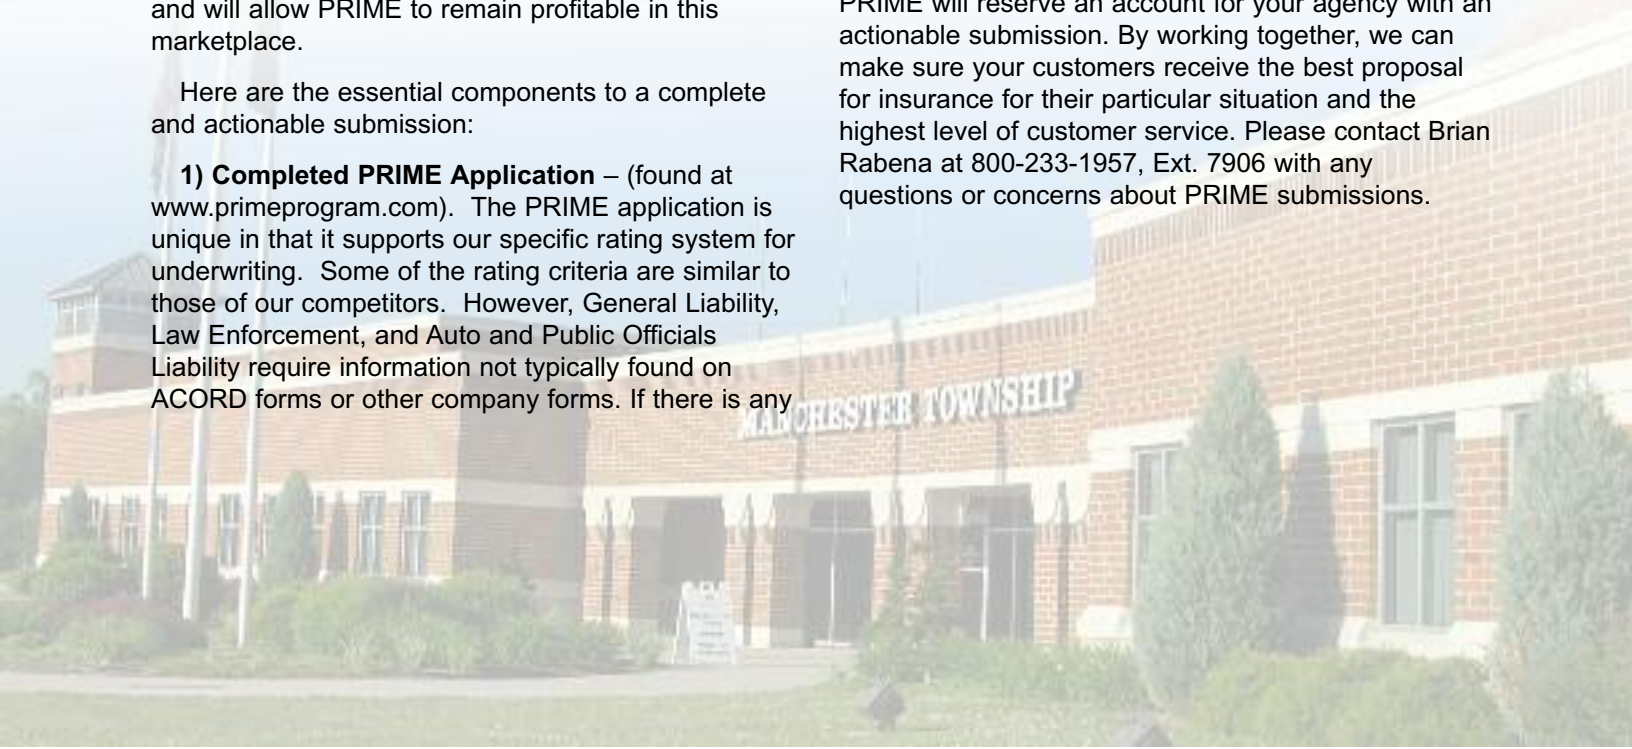 and will allow PRIME to remain profitable in this
marketplace.
Here are the essential components to a complete
and actionable submission:
1) Completed PRIME Application – (found at
www.primeprogram.com).  The PRIME application is
unique in that it supports our specific rating system for
underwriting.  Some of the rating criteria are similar to
those of our competitors.  However, General Liability,
Law Enforcement, and Auto and Public Officials
Liability require information not typically found on
ACORD forms or other company forms. If there is any
PRIME will reserve an account for your agency with an
actionable submission. By working together, we can
make sure your customers receive the best proposal
for insurance for their particular situation and the
highest level of customer service. Please contact Brian
Rabena at 800-233-1957, Ext. 7906 with any
questions or concerns about PRIME submissions.
MANCHESTER TOWNSHIP